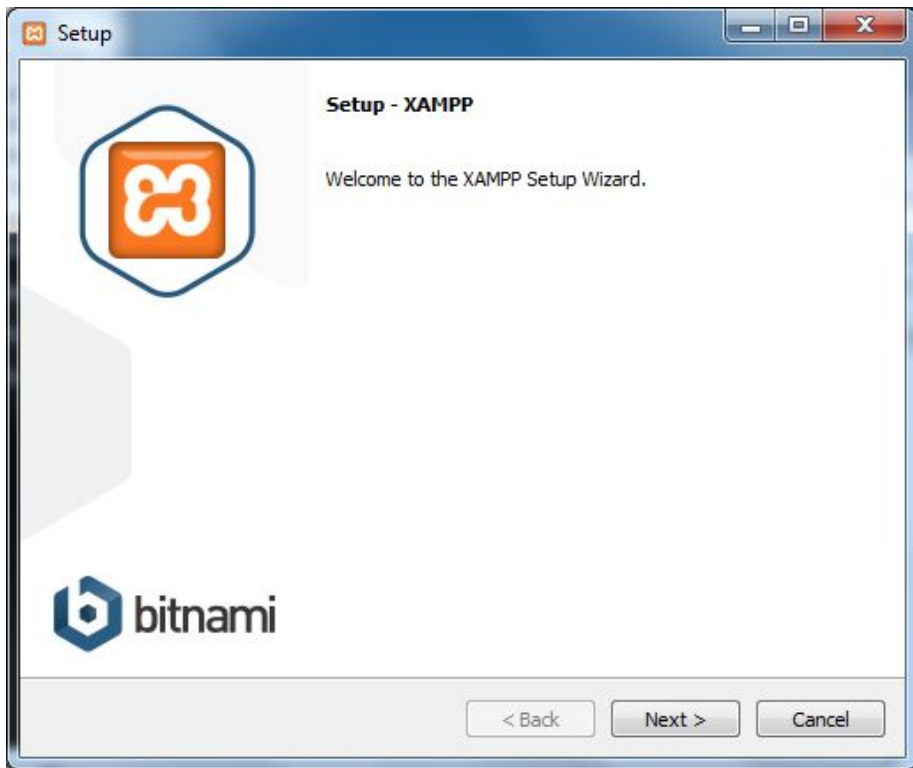 Setup
Setup - XAMPP
Welcome to the XAMPP Setup Wizard.
bitnami
< Back
Next >
Cancel